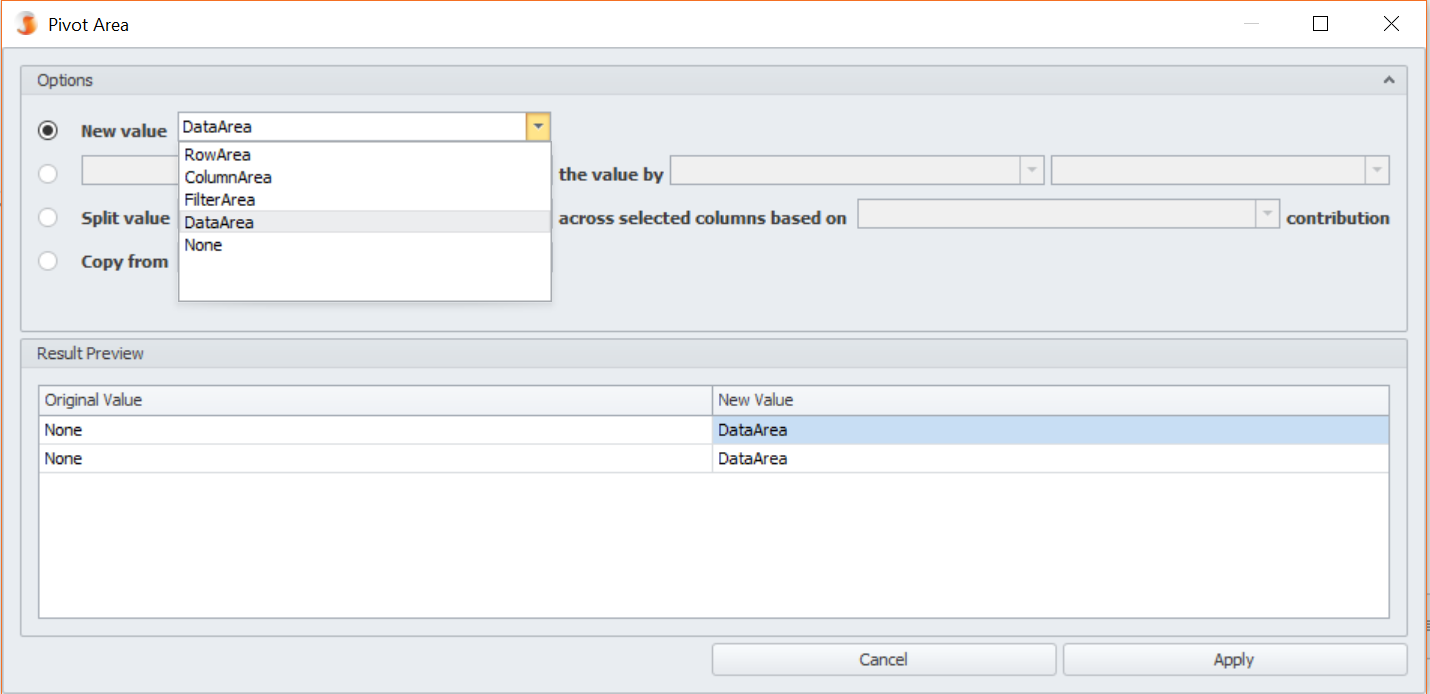 Pivot Area
Options
New value DataArea
RowArea
ColumnArea
FilterArea
DataArea
None
the value by
Split value across selected columns based on contribution
Copy from
Result Preview
Original Value New Value
None DataArea
None DataArea
Cancel Apply